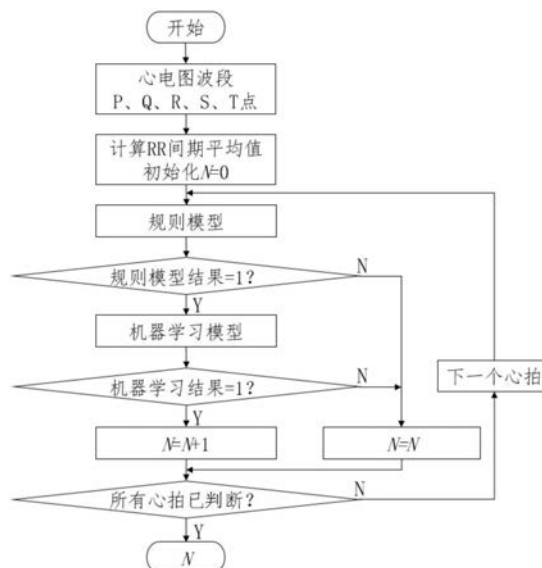 开始
心电图波段
P、Q、R、S、T点
计算RR间期平均值
初始化N=0
规则模型
规则模型结果=1?
N
Y
机器学习模型
机器学习结果=1?
N
下一个心拍
Y
N=N+1
N=N
所有心拍已判断?
N
Y
N